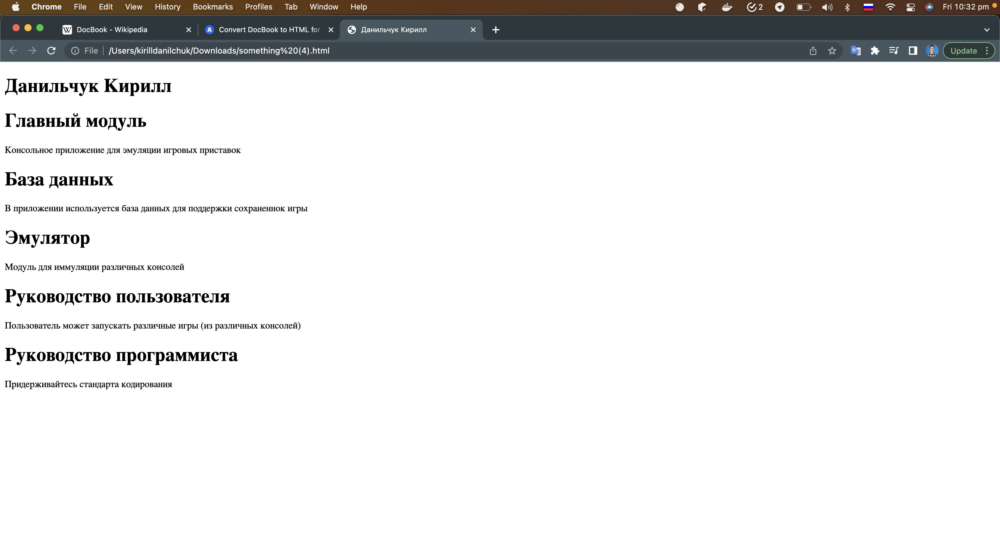 Chrome File Edit View History Bookmarks Profiles Tab Window Help 2 Fri 10:32 pm
W DocBook - Wikipedia A Convert DocBook to HTML for Данильчук Кирилл
File /Users/kirilldanilchuk/Downloads/something%20(4).html Update
Данильчук Кирилл
Главный модуль
Консольное приложение для эмуляции игровых приставок
База данных
В приложении используется база данных для поддержки сохраненнок игры
Эмулятор
Модуль для иммуляции различных консолей
Руководство пользователя
Пользователь может запускать различные игры (из различных консолей)
Руководство программиста
Придерживайтесь стандарта кодирования